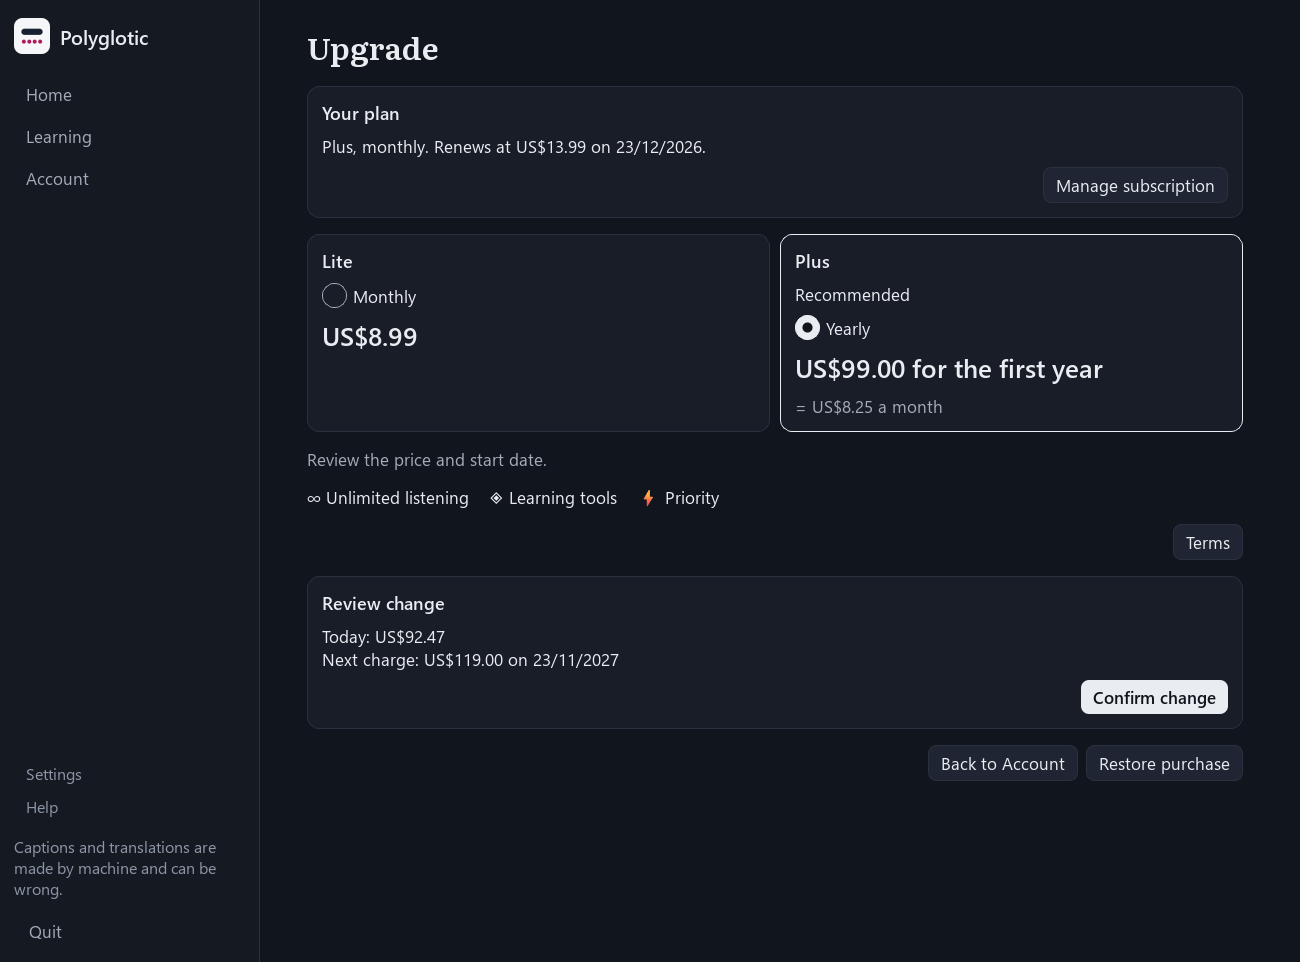 Polyglotic
Home
Learning
Account
Settings
Help
Captions and translations are
made by machine and can be
wrong.
Quit
Upgrade
Your plan
Plus, monthly. Renews at US$13.99 on 23/12/2026.
Manage subscription
Lite
Monthly
US$8.99
Plus
Recommended
Yearly
US$99.00 for the first year
= US$8.25 a month
Review the price and start date.
∞ Unlimited listening ◈ Learning tools ⚡ Priority
Terms
Review change
Today: US$92.47
Next charge: US$119.00 on 23/11/2027
Confirm change
Back to Account
Restore purchase